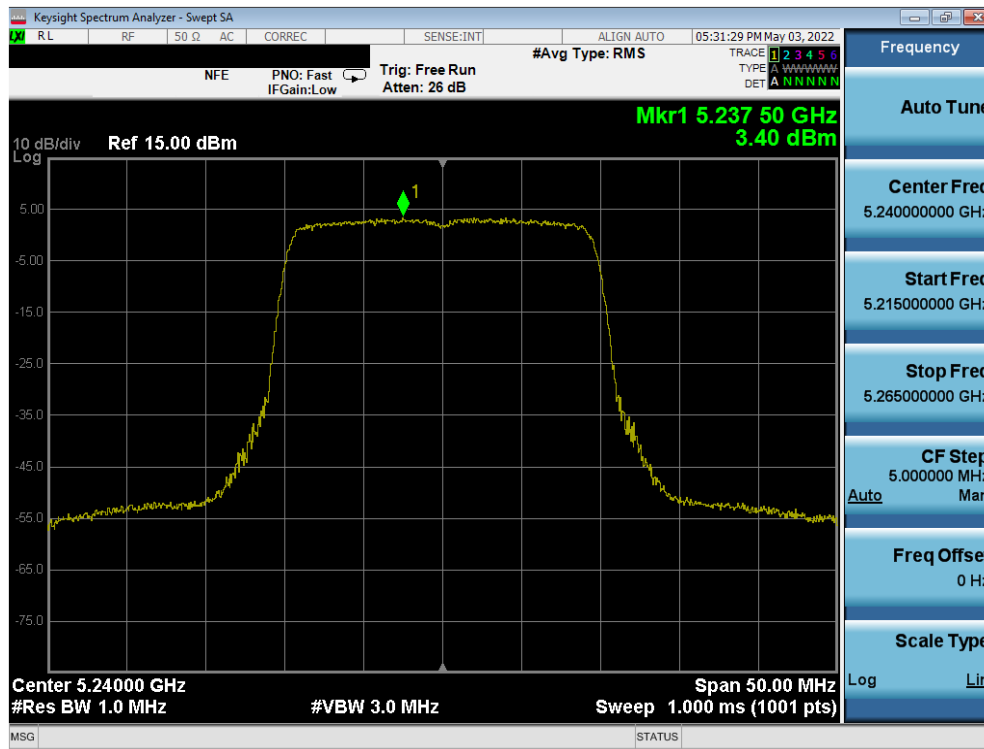 Keysight Spectrum Analyzer - Swept SA
LXI RL RF 50 Ω AC CORREC SENSE:INT ALIGN AUTO 05:31:29 PM May 03, 2022
NFE PNO: Fast Trig: Free Run #Avg Type: RMS TRACE 1 2 3 4 5 6
IFGain:Low Atten: 26 dB TYPE A WWWWW
DET A N N N N N
Mkr1 5.237 50 GHz
3.40 dBm
10 dB/div Ref 15.00 dBm
Log
1
5.00
-5.00
-15.0
-25.0
-35.0
-45.0
-55.0
-65.0
-75.0
Center 5.24000 GHz Span 50.00 MHz
#Res BW 1.0 MHz #VBW 3.0 MHz Sweep 1.000 ms (1001 pts)
MSG STATUS
Frequency
Auto Tune
Center Freq
5.240000000 GHz
Start Freq
5.215000000 GHz
Stop Freq
5.265000000 GHz
CF Step
5.000000 MHz
Auto Man
Freq Offset
0 Hz
Scale Type
Log Lin